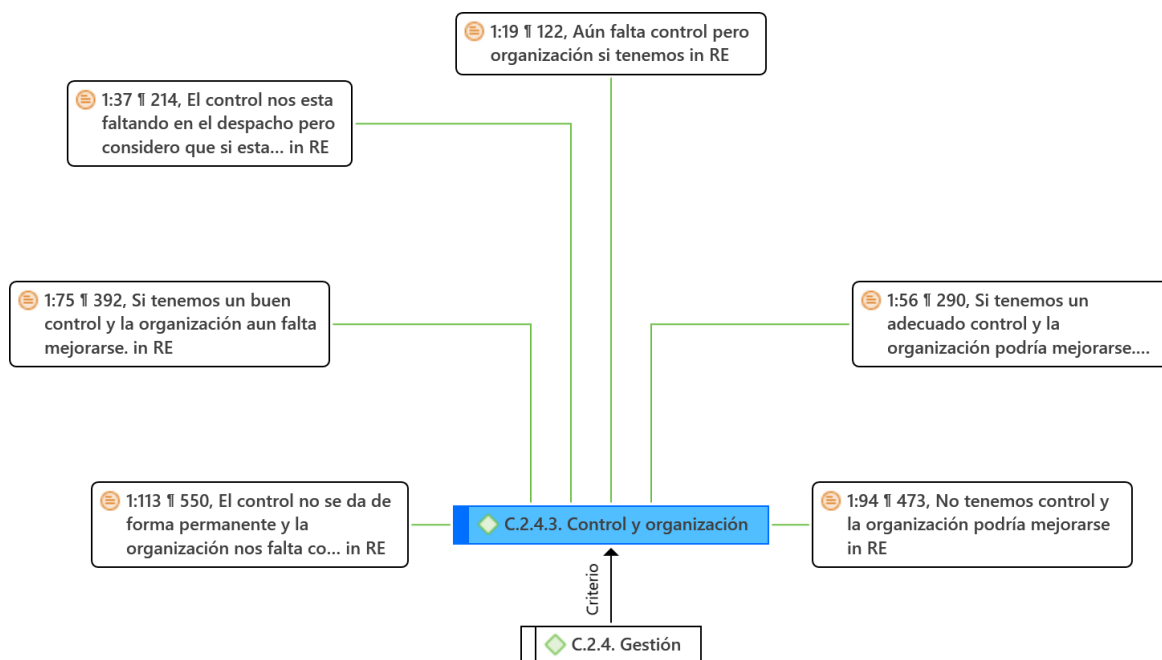 1:19 ¶ 122, Aún falta control pero
organización si tenemos in RE
1:37 ¶ 214, El control nos esta
faltando en el despacho pero
considero que si esta... in RE
1:75 ¶ 392, Si tenemos un buen
control y la organización aun falta
mejorarse. in RE
1:56 ¶ 290, Si tenemos un
adecuado control y la
organización podría mejorarse....
1:113 ¶ 550, El control no se da de
forma permanente y la
organización nos falta co... in RE
C.2.4.3. Control y organización
1:94 ¶ 473, No tenemos control y
la organización podría mejorarse
in RE
Criterio
C.2.4. Gestión